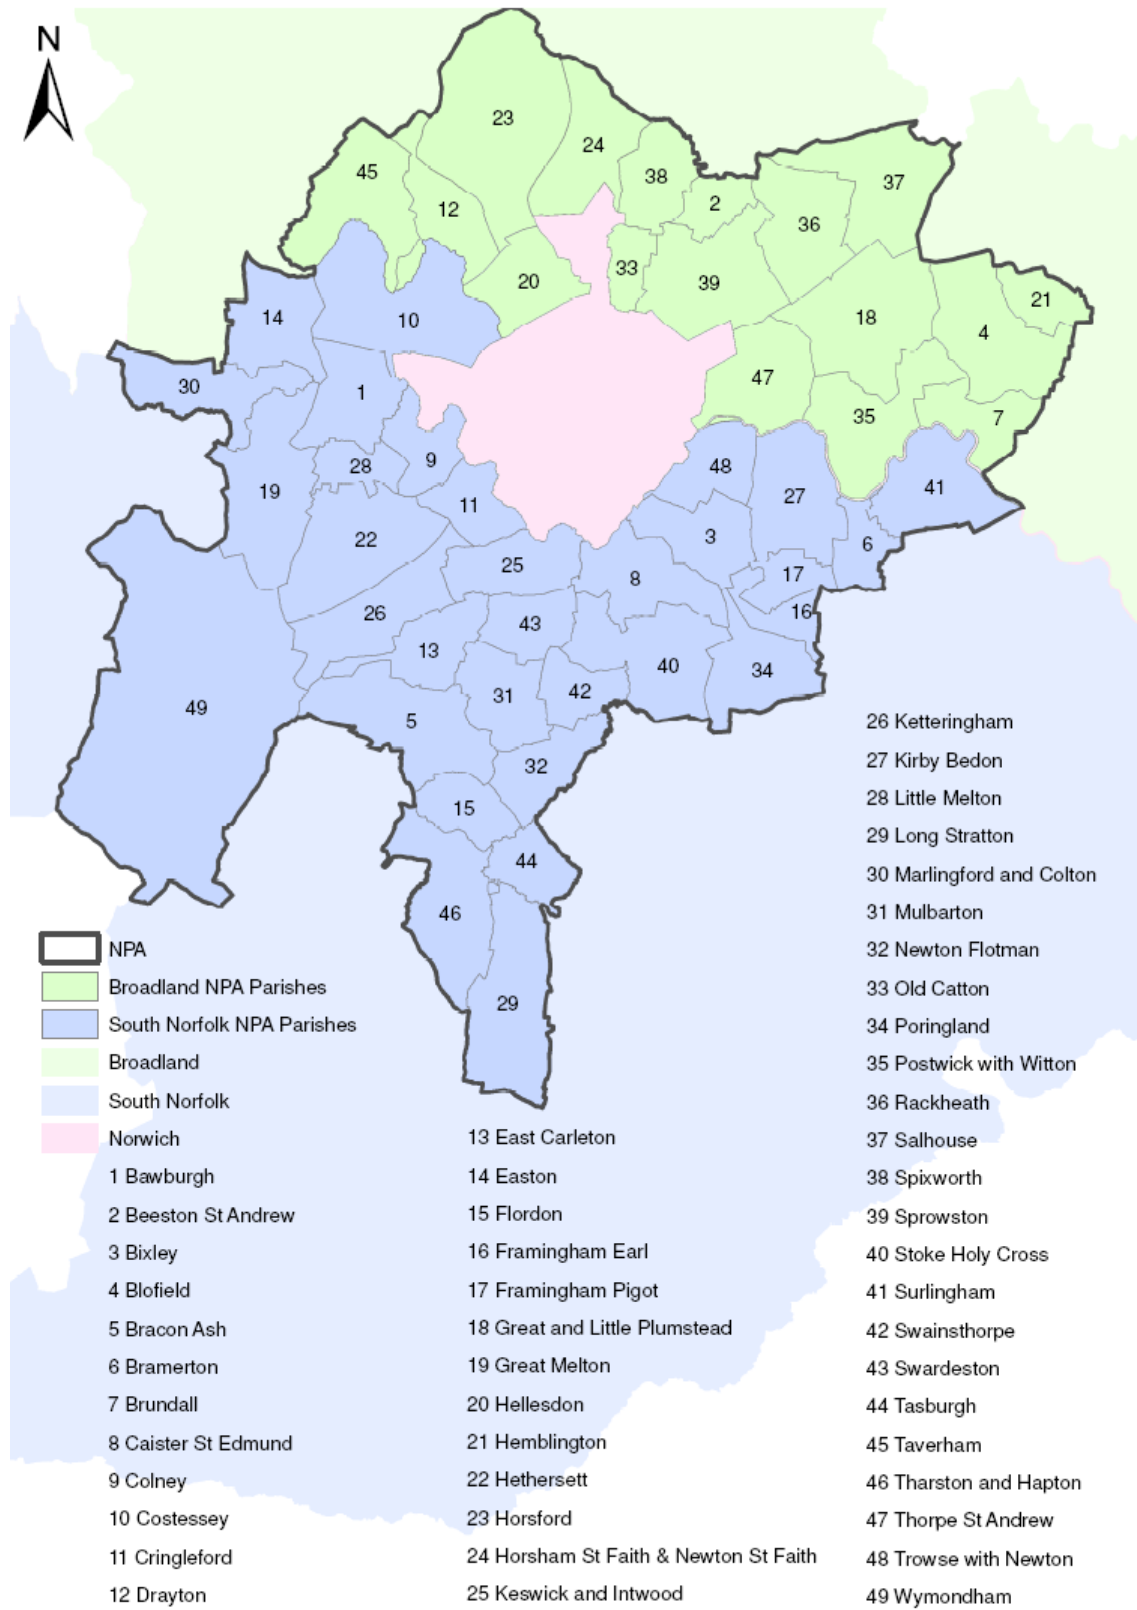 N
23
24
45
38
37
12
2
36
33
20
39
21
14
10
18
4
30
1
47
35
7
28
9
48
41
19
27
11
22
3
6
25
17
8
26
16
43
13
40
34
31
42
49
5
32
15
44
46
29
NPA
Broadland NPA Parishes
South Norfolk NPA Parishes
Broadland
South Norfolk
Norwich
1 Bawburgh
2 Beeston St Andrew
3 Bixley
4 Blofield
5 Bracon Ash
6 Bramerton
7 Brundall
8 Caister St Edmund
9 Colney
10 Costessey
11 Cringleford
12 Drayton
13 East Carleton
14 Easton
15 Flordon
16 Framingham Earl
17 Framingham Pigot
18 Great and Little Plumstead
19 Great Melton
20 Hellesdon
21 Hemblington
22 Hethersett
23 Horsford
24 Horsham St Faith & Newton St Faith
25 Keswick and Intwood
26 Ketteringham
27 Kirby Bedon
28 Little Melton
29 Long Stratton
30 Marlingford and Colton
31 Mulbarton
32 Newton Flotman
33 Old Catton
34 Poringland
35 Postwick with Witton
36 Rackheath
37 Salhouse
38 Spixworth
39 Sprowston
40 Stoke Holy Cross
41 Surlingham
42 Swainsthorpe
43 Swardeston
44 Tasburgh
45 Taverham
46 Tharston and Hapton
47 Thorpe St Andrew
48 Trowse with Newton
49 Wymondham